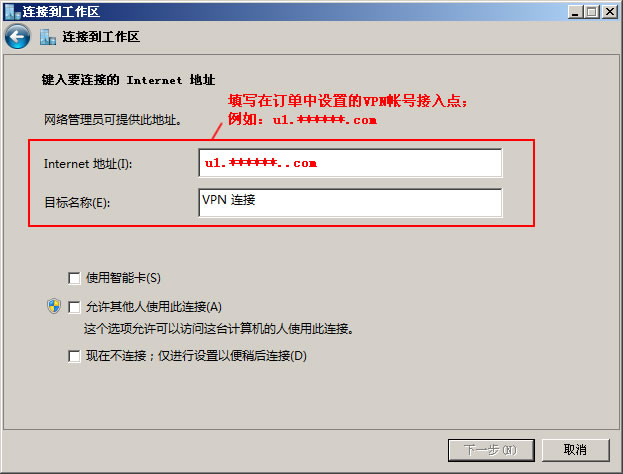 连接到工作区
连接到工作区
键入要连接的 Internet 地址
填写在订单中设置的VPN帐号接入点；
例如：u1.******.com
网络管理员可提供此地址。
Internet 地址(I):
u1.******..com
目标名称(E):
VPN 连接
使用智能卡(S)
允许其他人使用此连接(A)
这个选项允许可以访问这台计算机的人使用此连接。
现在不连接；仅进行设置以便稍后连接(D)
下一步(N)
取消